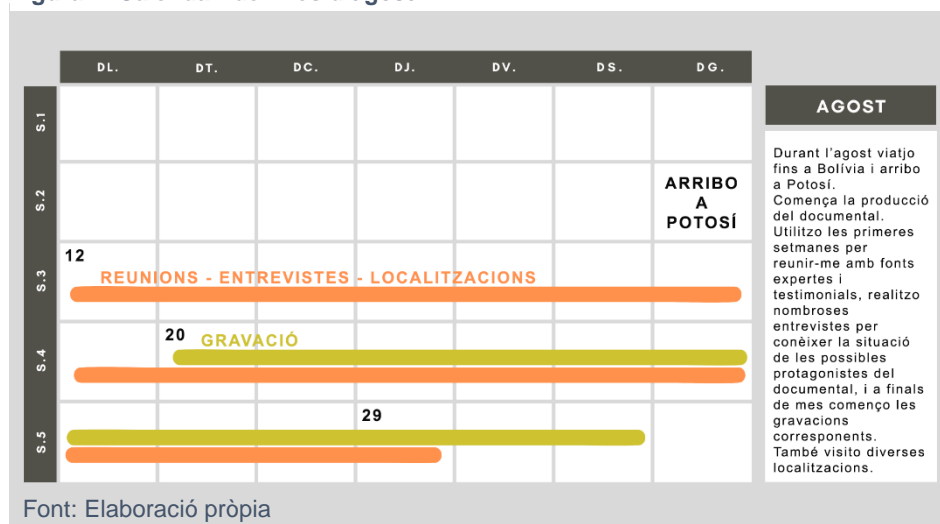 DL. DT. DC. DJ. DV. DS. DG.
AGOST
S.1
S.2
ARRIBO
A
POTOSÍ
S.3
12
REUNIONS - ENTREVISTES - LOCALITZACIONS
S.4
20 GRAVACIÓ
S.5
29
Durant l'agost viatjo
fins a Bolívia i arribo
a Potosí.
Comença la producció
del documental.
Utilitzo les primeres
setmanes per
reunir-me amb fonts
expertes i
testimonials, realitzo
nombroses
entrevistes per
conèixer la situació
de les possibles
protagonistes del
documental, i a finals
de mes començo les
gravacions
corresponents.
També visito diverses
localitzacions.
Font: Elaboració pròpia